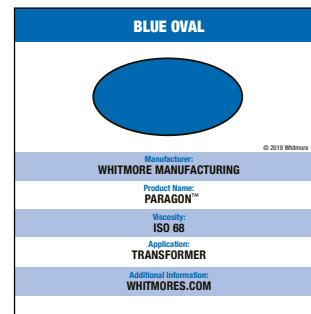 BLUE OVAL
© 2019 Whitmore
Manufacturer:
WHITMORE MANUFACTURING
Product Name:
PARAGON™
Viscosity:
ISO 68
Application:
TRANSFORMER
Additional Information:
WHITMORES.COM